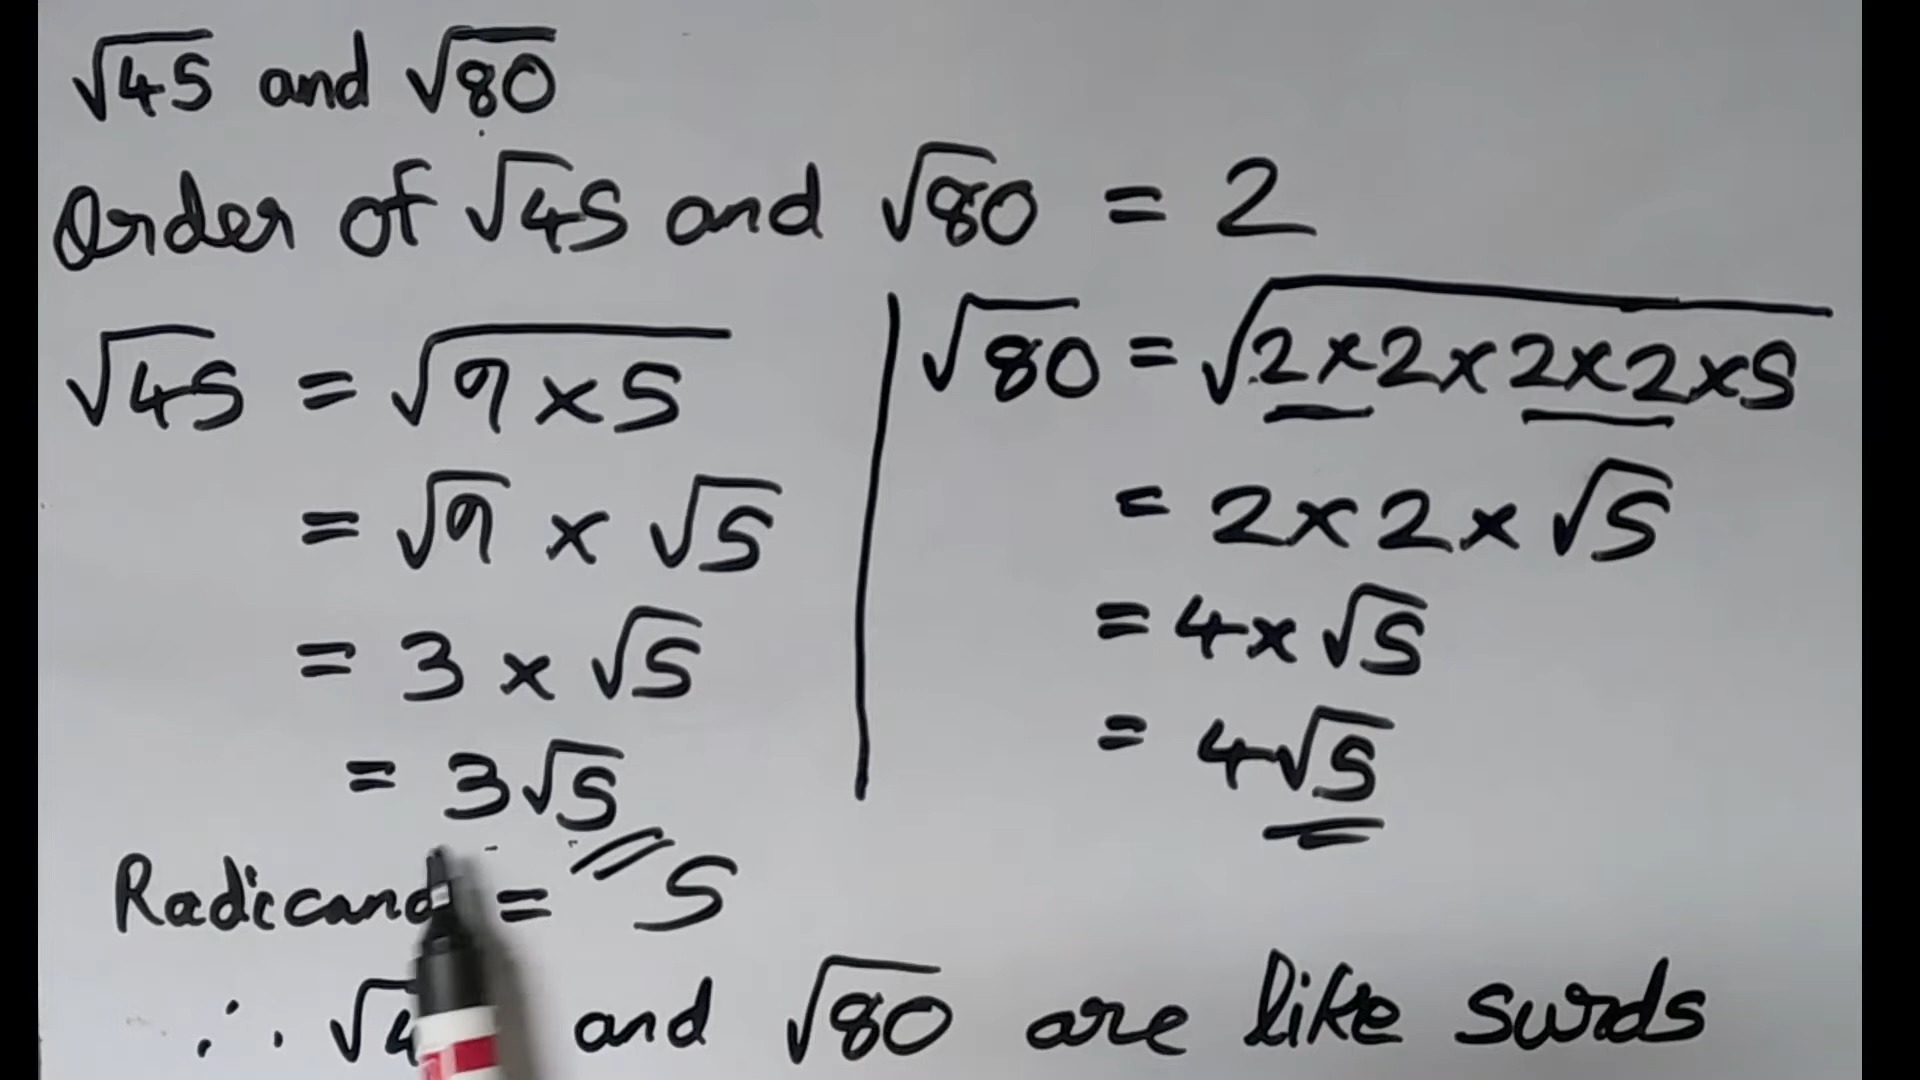 √45 and √80
Order of √45 and √80 = 2
√45 = √9 × 5
= √9 × √5
= 3 × √5
= 3√5
√80 = √2 × 2 × 2 × 2 × 5
= 2 × 2 × √5
= 4 × √5
= 4√5
Radicand = 5
∴ √4 and √80 are like surds